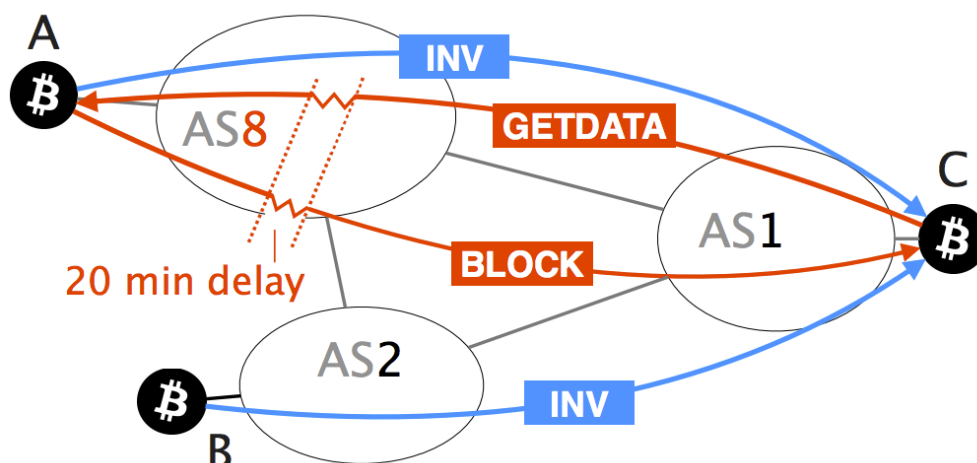 A
INV
AS8
GETDATA
C
AS1
BLOCK
20 min delay
AS2
INV
B